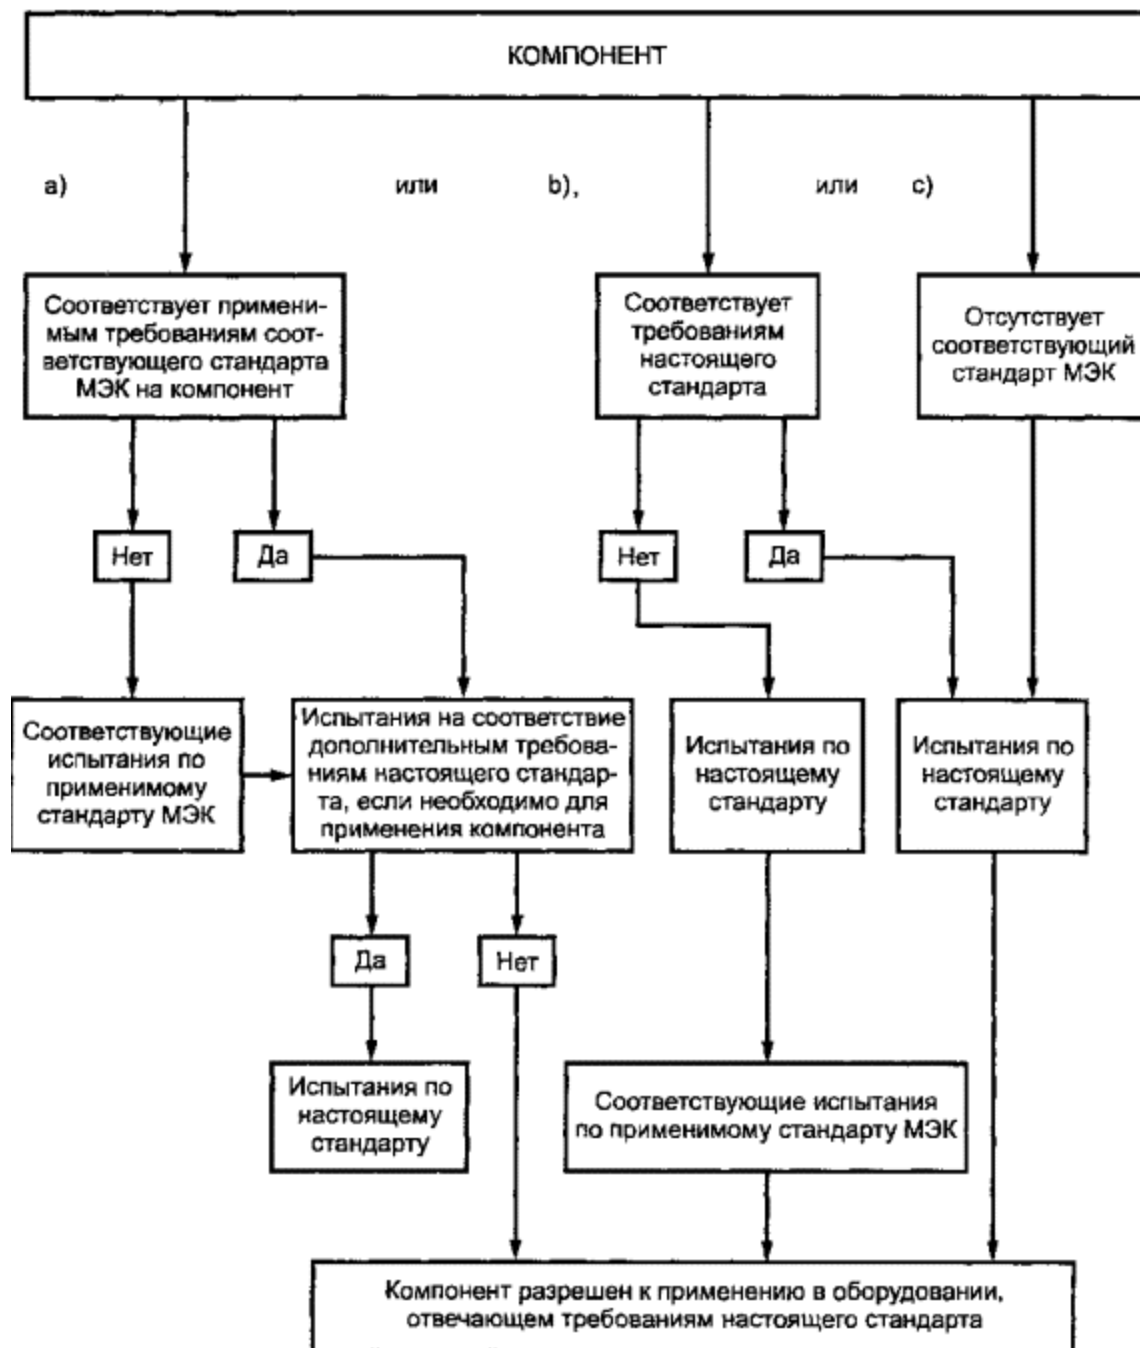 КОМПОНЕНТ
a)
или
b),
или
c)
Соответствует примени-
мым требованиям соот-
ветствующего стандарта
МЭК на компонент
Соответствует
требованиям
настоящего
стандарта
Отсутствует
соответствующий
стандарт МЭК
Нет
Да
Нет
Да
Соответствующие
испытания по
применимому
стандарту МЭК
Испытания на соответствие
дополнительным требова-
ниям настоящего стандар-
та, если необходимо для
применения компонента
Испытания по
настоящему
стандарту
Испытания по
настоящему
стандарту
Да
Нет
Испытания по
настоящему
стандарту
Соответствующие испытания
по применимому стандарту МЭК
Компонент разрешен к применению в оборудовании,
отвечающем требованиям настоящего стандарта